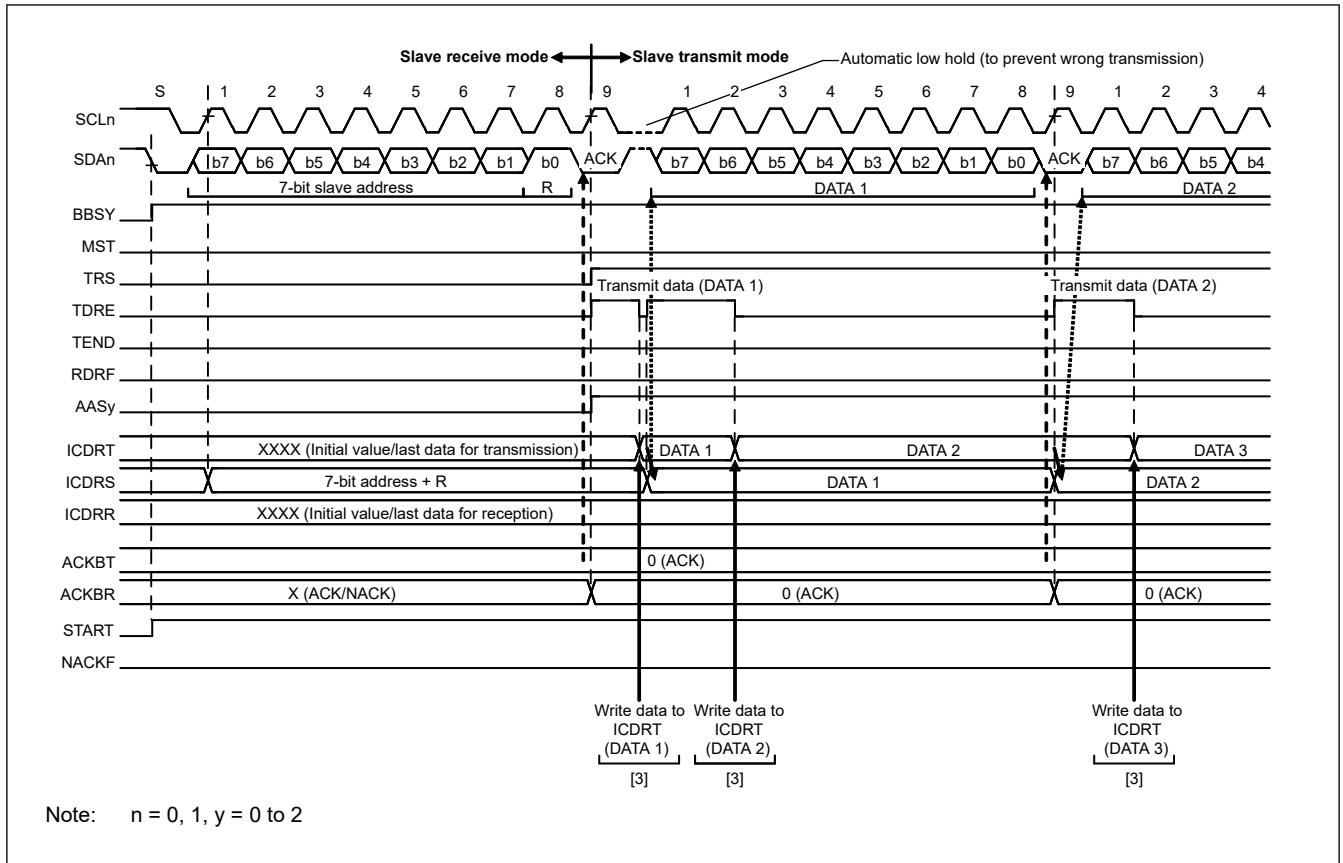 Slave receive mode Slave transmit mode Automatic low hold (to prevent wrong transmission)
S 1 2 3 4 5 6 7 8 9 1 2 3 4 5 6 7 8 9 1 2 3 4
SCLn
SDAn b7 b6 b5 b4 b3 b2 b1 b0 ACK b7 b6 b5 b4 b3 b2 b1 b0 ACK b7 b6 b5 b4
7-bit slave address R DATA 1 DATA 2
BBSY
MST
TRS
Transmit data (DATA 1) Transmit data (DATA 2)
TDRE
TEND
RDRF
AASy
ICDRT XXXX (Initial value/last data for transmission) DATA 1 DATA 2 DATA 3
ICDRS 7-bit address + R DATA 1 DATA 2
ICDRR XXXX (Initial value/last data for reception)
ACKBT 0 (ACK)
ACKBR X (ACK/NACK) 0 (ACK) 0 (ACK)
START
NACKF
Write data to Write data to Write data to
ICDRT ICDRT ICDRT
(DATA 1) (DATA 2) (DATA 3)
[3] [3] [3]
Note: n = 0, 1, y = 0 to 2